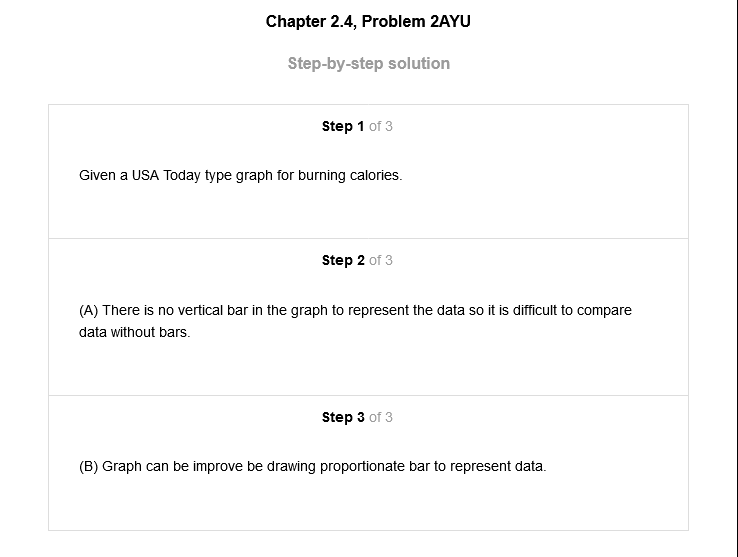 Chapter 2.4, Problem 2AYU
Step-by-step solution
Step 1 of 3
Given a USA Today type graph for burning calories.
Step 2 of 3
(A) There is no vertical bar in the graph to represent the data so it is difficult to compare
data without bars.
Step 3 of 3
(B) Graph can be improve be drawing proportionate bar to represent data.